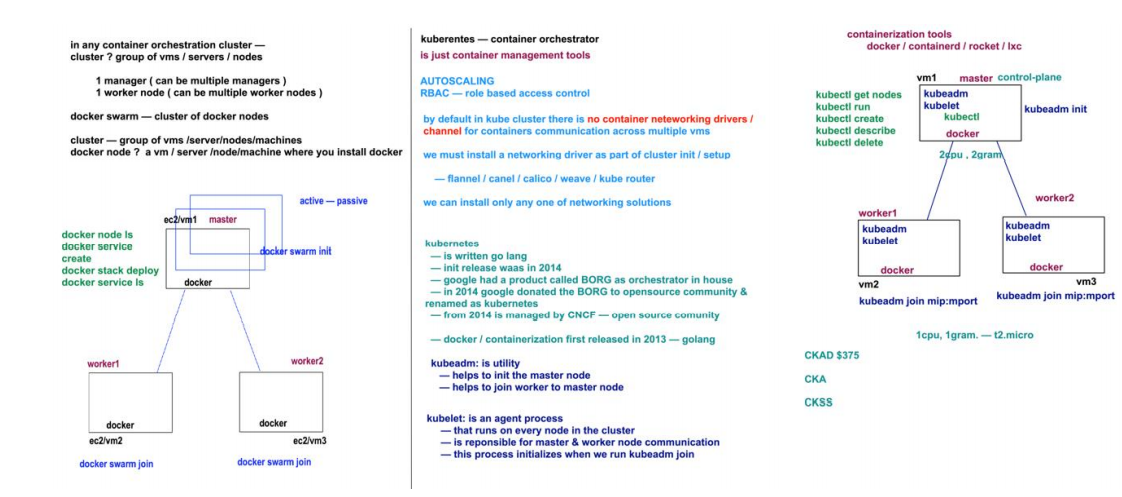 in any container orchestration cluster —
cluster ? group of vms / servers / nodes
1 manager ( can be multiple managers )
1 worker node ( can be multiple worker nodes )
docker swarm — cluster of docker nodes
cluster — group of vms /server/nodes/machines
docker node ? a vm / server /node/machine where you install docker
active — passive
ec2/vm1 master
docker node ls
docker service
create
docker stack deploy
docker service ls
docker swarm init
docker
worker1
worker2
docker
docker
ec2/vm2
ec2/vm3
docker swarm join
docker swarm join
kuberentes — container orchestrator
is just container management tools
AUTOSCALING
RBAC — role based access control
by default in kube cluster there is no container neteworking drivers /
channel for containers communication across multiple vms
we must install a networking driver as part of cluster init / setup
— flannel / canel / calico / weave / kube router
we can install only any one of networking solutions
kubernetes
— is written go lang
— init release waas in 2014
— google had a product called BORG as orchestrator in house
— in 2014 google donated the BORG to opensource community &
renamed as kubernetes
— from 2014 is managed by CNCF — open source comunity
— docker / containerization first released in 2013 — golang
kubeadm: is utility
— helps to init the master node
— helps to join worker to master node
kubelet: is an agent process
— that runs on every node in the cluster
— is reponsible for master & worker node communication
— this process initializes when we run kubeadm join
containerization tools
docker / containerd / rocket / lxc
vm1 master control-plane
kubectl get nodes
kubectl run
kubectl create
kubectl describe
kubectl delete
kubeadm
kubelet
kubectl
docker
kubeadm init
2cpu , 2gram
worker1
worker2
kubeadm
kubelet
docker
kubeadm
kubelet
docker
vm2
vm3
kubeadm join mip:mport
kubeadm join mip:mport
1cpu, 1gram. — t2.micro
CKAD $375
CKA
CKSS